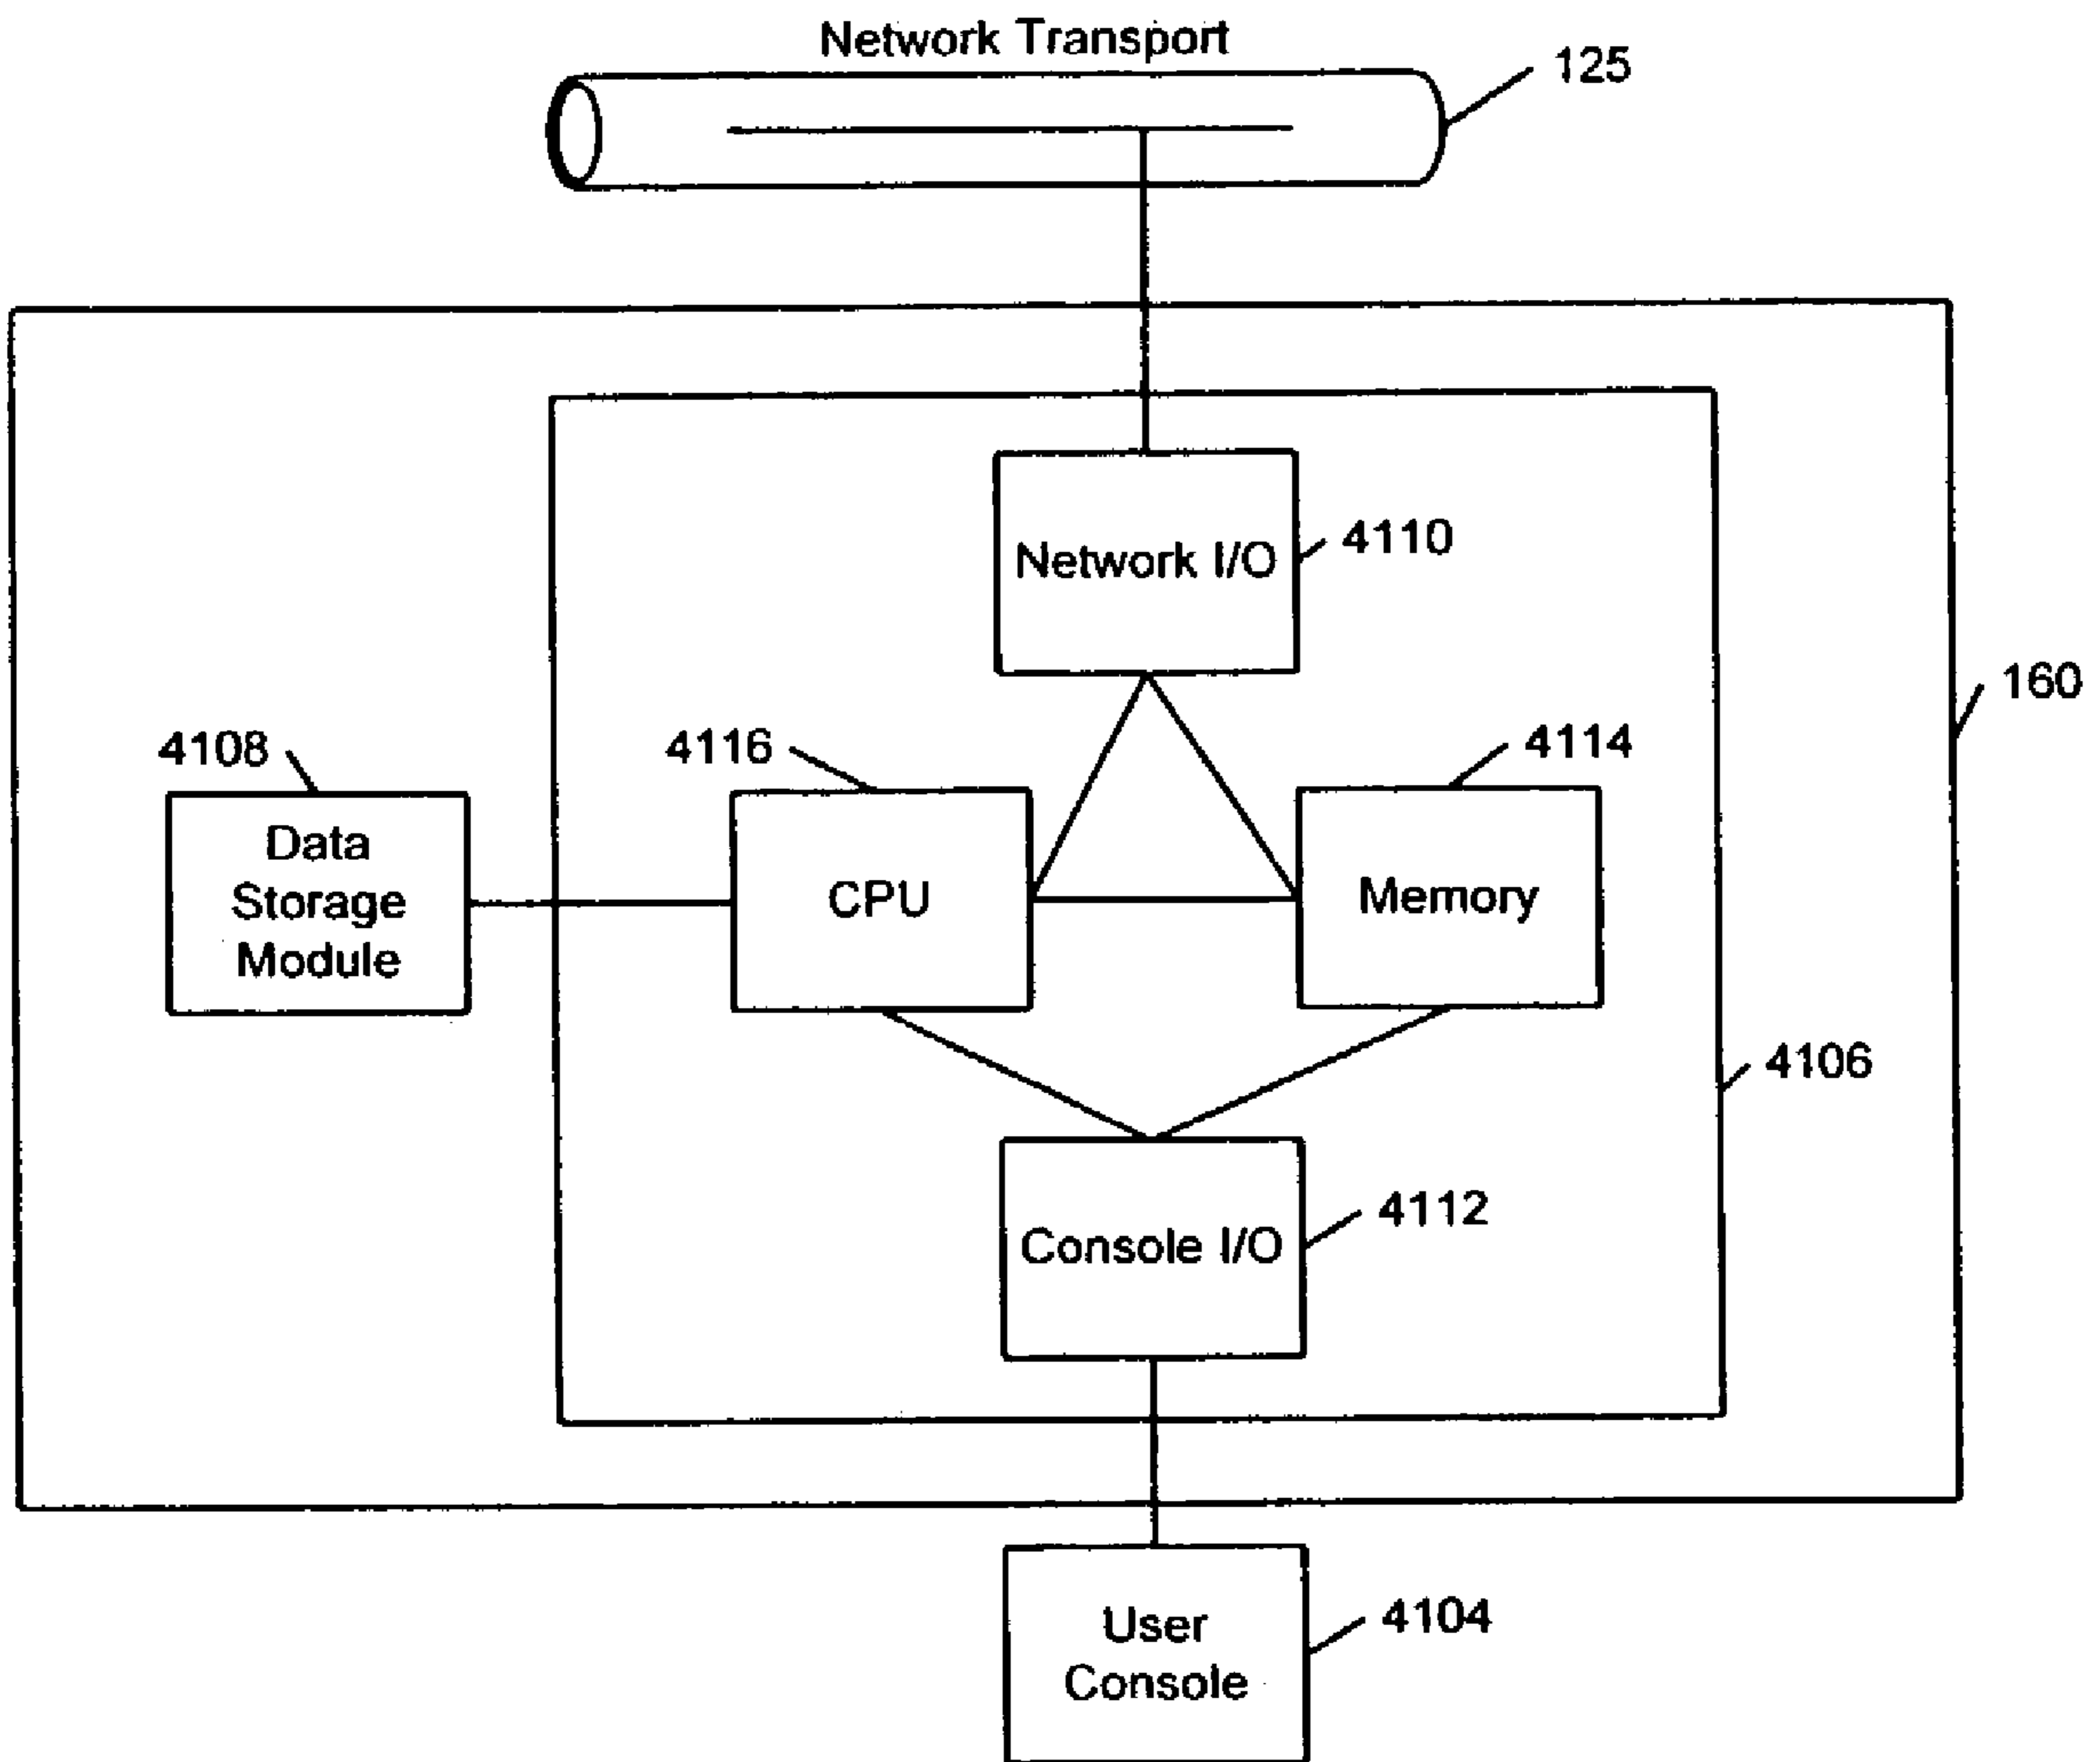 Network Transport
125
Network I/O
4110
160
4108
4116
4114
Data
Storage
Module
CPU
Memory
4106
4112
Console I/O
4104
User
Console